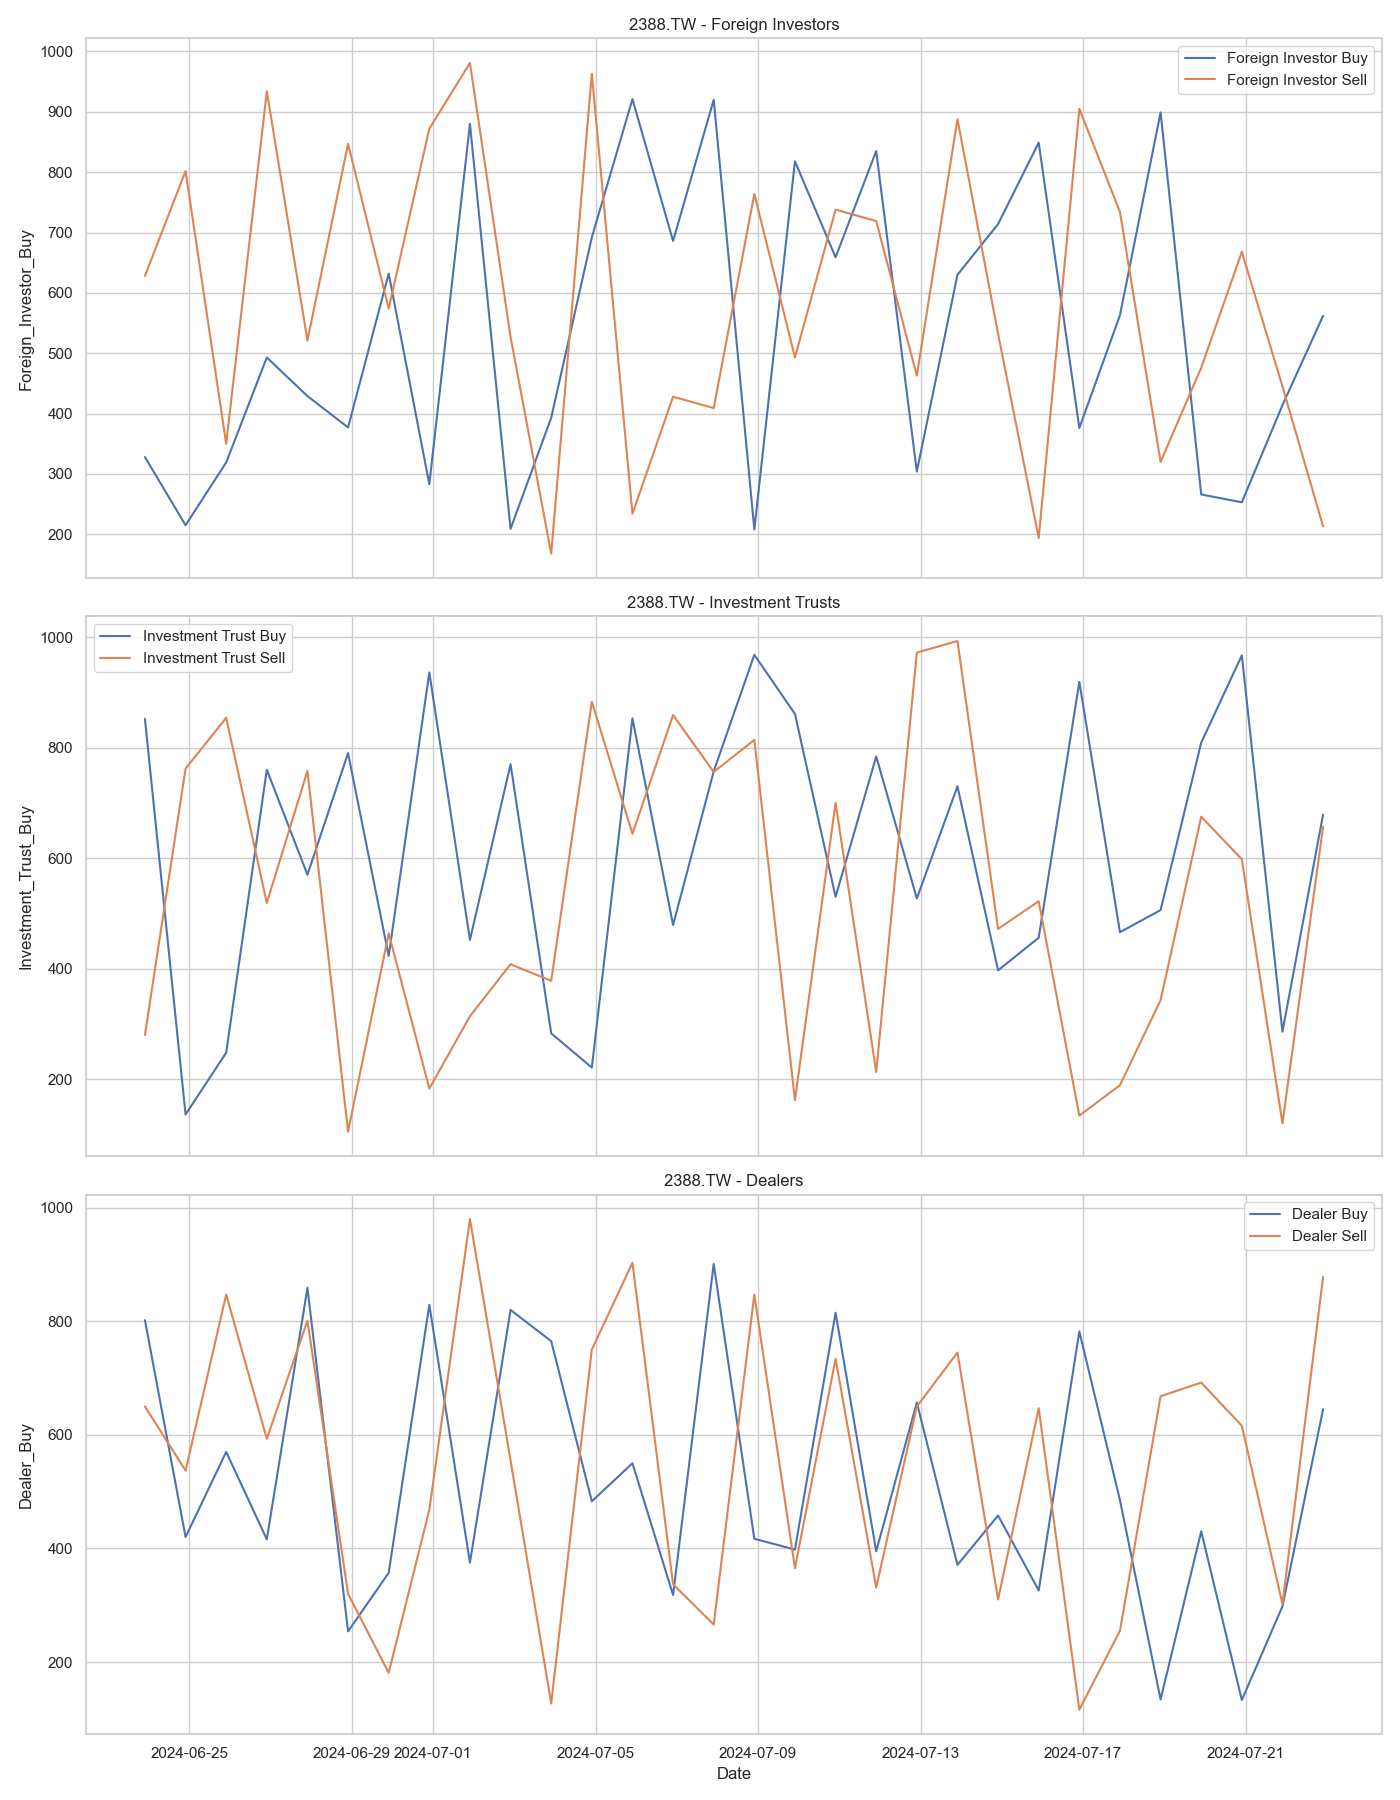 2388.TW - Foreign Investors
Foreign_Investor_Buy
1000
900
800
700
600
500
400
300
200
Foreign Investor Buy
Foreign Investor Sell
2388.TW - Investment Trusts
Investment_Trust_Buy
1000
800
600
400
200
Investment Trust Buy
Investment Trust Sell
2388.TW - Dealers
Dealer_Buy
1000
800
600
400
200
Dealer Buy
Dealer Sell
2024-06-25 2024-06-29 2024-07-01 2024-07-05 2024-07-09 2024-07-13 2024-07-17 2024-07-21
Date